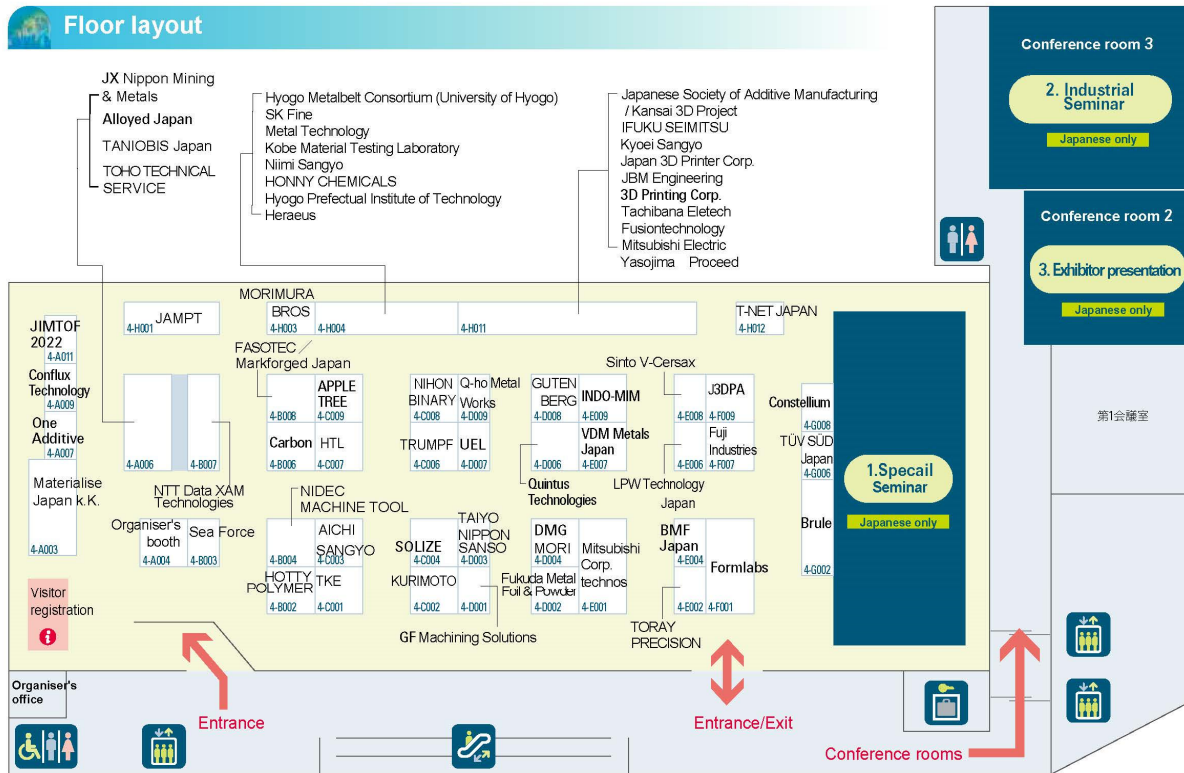 Floor layout
JX Nippon Mining
& Metals
Alloyed Japan
TANIOBIS Japan
TOHO TECHNICAL
SERVICE
Hyogo Metalbelt Consortium (University of Hyogo)
SK Fine
Metal Technology
Kobe Material Testing Laboratory
Niimi Sangyo
HONNY CHEMICALS
Hyogo Prefectual Institute of Technology
Heraeus
Japanese Society of Additive Manufacturing
/ Kansai 3D Project
IFUKU SEIMITSU
Kyoei Sangyo
Japan 3D Printer Corp.
JBM Engineering
3D Printing Corp.
Tachibana Eletech
Fusiontechnology
Mitsubishi Electric
Yasojima Proceed
Conference room 3
2. Industrial
Seminar
Japanese only
Conference room 2
3. Exhibitor presentation
Japanese only
第1会議室
JIMTOF
2022
4-A011
Conflux
Technology
4-A009
One
Additive
4-A007
Materialise
Japan k.K.
4-A003
JAMPT
4-H001
MORIMURA
BROS
4-H003
4-H004
4-H011
T-NET JAPAN
4-H012
4-A006
4-B007
NTT Data XAM
Technologies
FASOTEC /
Markforged Japan
4-B008
APPLE
TREE
4-C009
Carbon
4-B006
HTL
4-C007
NIHON
BINARY
4-C008
Q-ho Metal
Works
4-D009
TRUMPF
4-C006
UEL
4-D007
GUTEN
BERG
4-D008
INDO-MIM
4-E009
4-D006
VDM Metals
Japan
4-E007
Quintus
Technologies
Sinto V-Cersax
4-E008
J3DPA
4-F009
4-E006
Fuji
Industries
4-F007
LPW Technology
Japan
Constellium
4-G008
TÜV SÜD
Japan
4-G006
Brule
4-G002
1.Specail
Seminar
Japanese only
Organiser's
booth
4-A004
Sea Force
4-B003
NIDEC
MACHINE TOOL
4-B004
AICHI
SANGYO
4-C003
HOTTY
POLYMER
4-B002
TKE
4-C001
SOLIZE
4-C004
TAIYO
NIPPON
SANSO
4-D003
KURIMOTO
4-C002
4-D001
GF Machining Solutions
DMG
MORI
4-D004
Mitsubishi
Corp.
technos
4-E001
Fukuda Metal
Foil & Powder
4-D002
BMF
Japan
4-E004
Formlabs
4-F001
4-E002
TORAY
PRECISION
Visitor
registration
i
Organiser's
office
Entrance
Entrance/Exit
Conference rooms